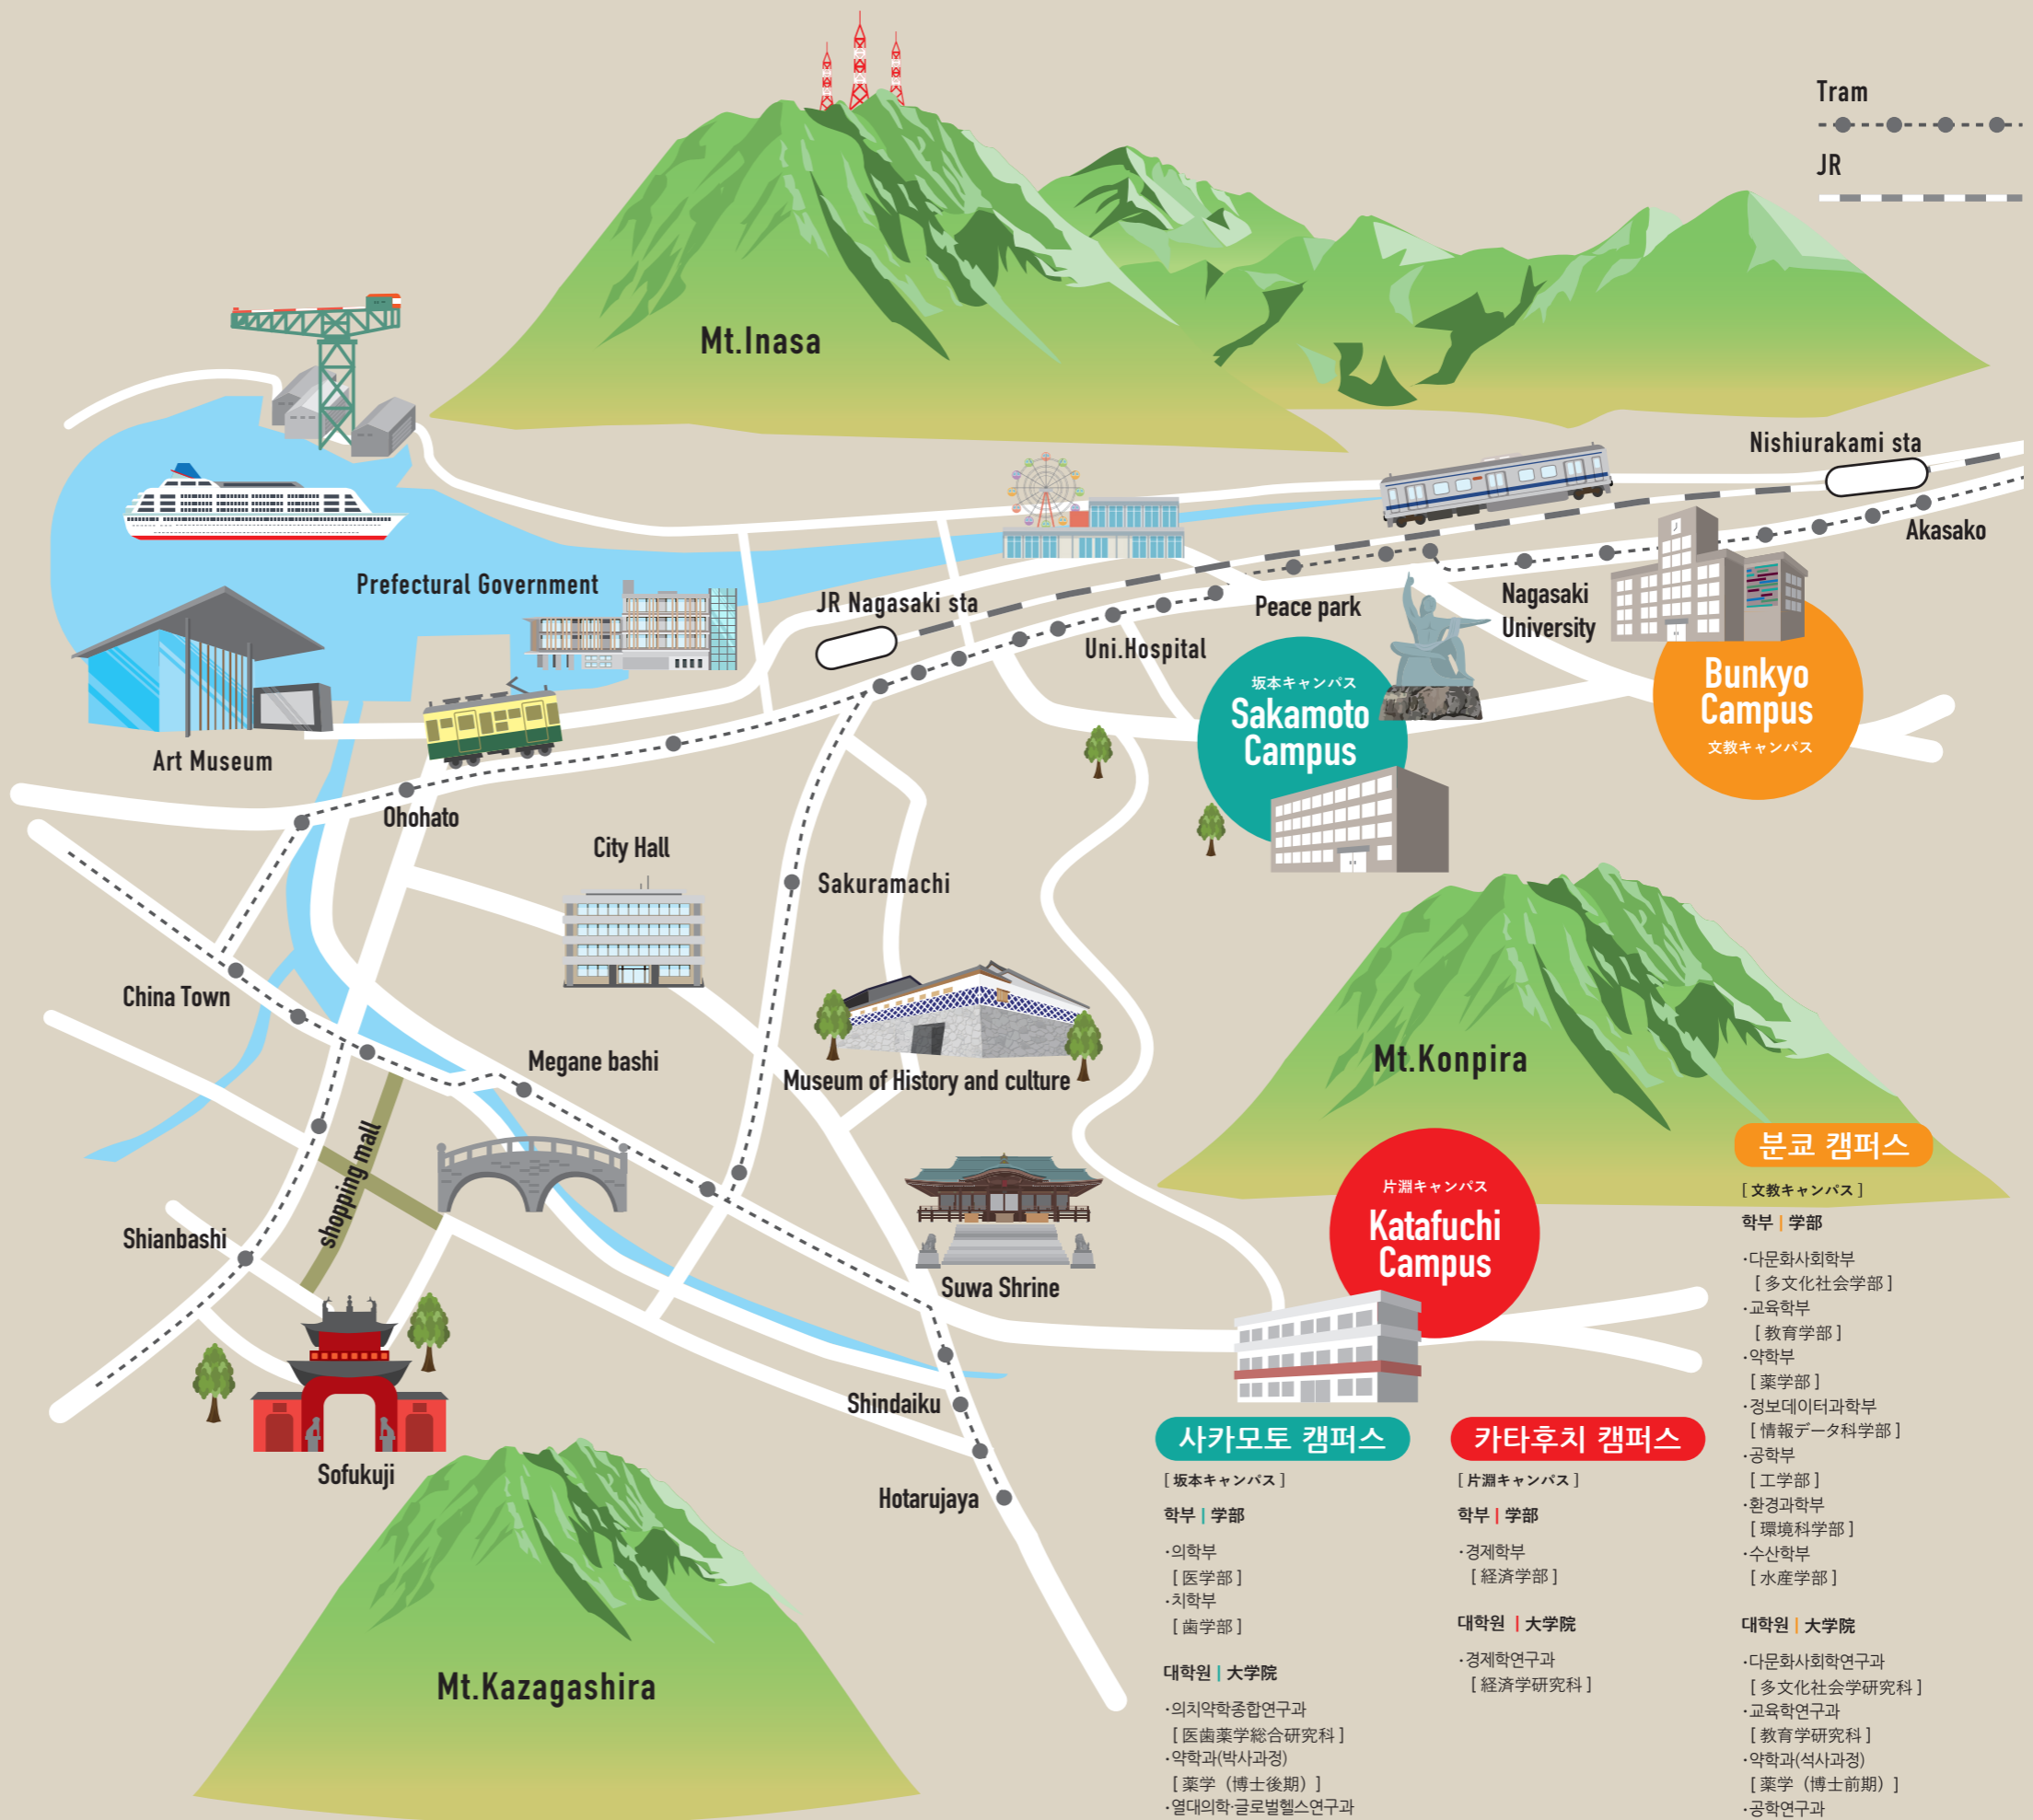 Tram
JR
Mt.Inasa
Nishiurakami sta
Akasako
Prefectural Government
JR Nagasaki sta
Peace park
Nagasaki
University
Uni.Hospital
坂本キャンパス
Sakamoto
Campus
Bunkyo
Campus
文教キャンパス
Art Museum
Ohohato
City Hall
Sakuramachi
China Town
Megane bashi
Museum of History and culture
Mt.Konpira
shopping mall
Shianbashi
Suwa Shrine
片淵キャンパス
Katafuchi
Campus
Sofukuji
Shindaiku
Hotarujaya
Mt.Kazagashira
사카모토 캠퍼스
[ 坂本キャンパス ]
학부 | 学部
·의학부
[ 医学部 ]
·치학부
[ 歯学部 ]
대학원 | 大学院
·의치약학종합연구과
[ 医歯薬学総合研究科 ]
·약학과(박사과정)
[ 薬学（博士後期）]
·열대의학·글로벌헬스연구과
카타후치 캠퍼스
[ 片淵キャンパス ]
학부 | 学部
·경제학부
[ 経済学部 ]
대학원 | 大学院
·경제학연구과
[ 経済学研究科 ]
분쿄 캠퍼스
[ 文教キャンパス ]
학부 | 学部
·다문화사회학부
[ 多文化社会学部 ]
·교육학부
[ 教育学部 ]
·약학부
[ 薬学部 ]
·정보데이터과학부
[ 情報データ科学部 ]
·공학부
[ 工学部 ]
·환경과학부
[ 環境科学部 ]
·수산학부
[ 水産学部 ]
대학원 | 大学院
·다문화사회학연구과
[ 多文化社会学研究科 ]
·교육학연구과
[ 教育学研究科 ]
·약학과(석사과정)
[ 薬学（博士前期）]
·공학연구과